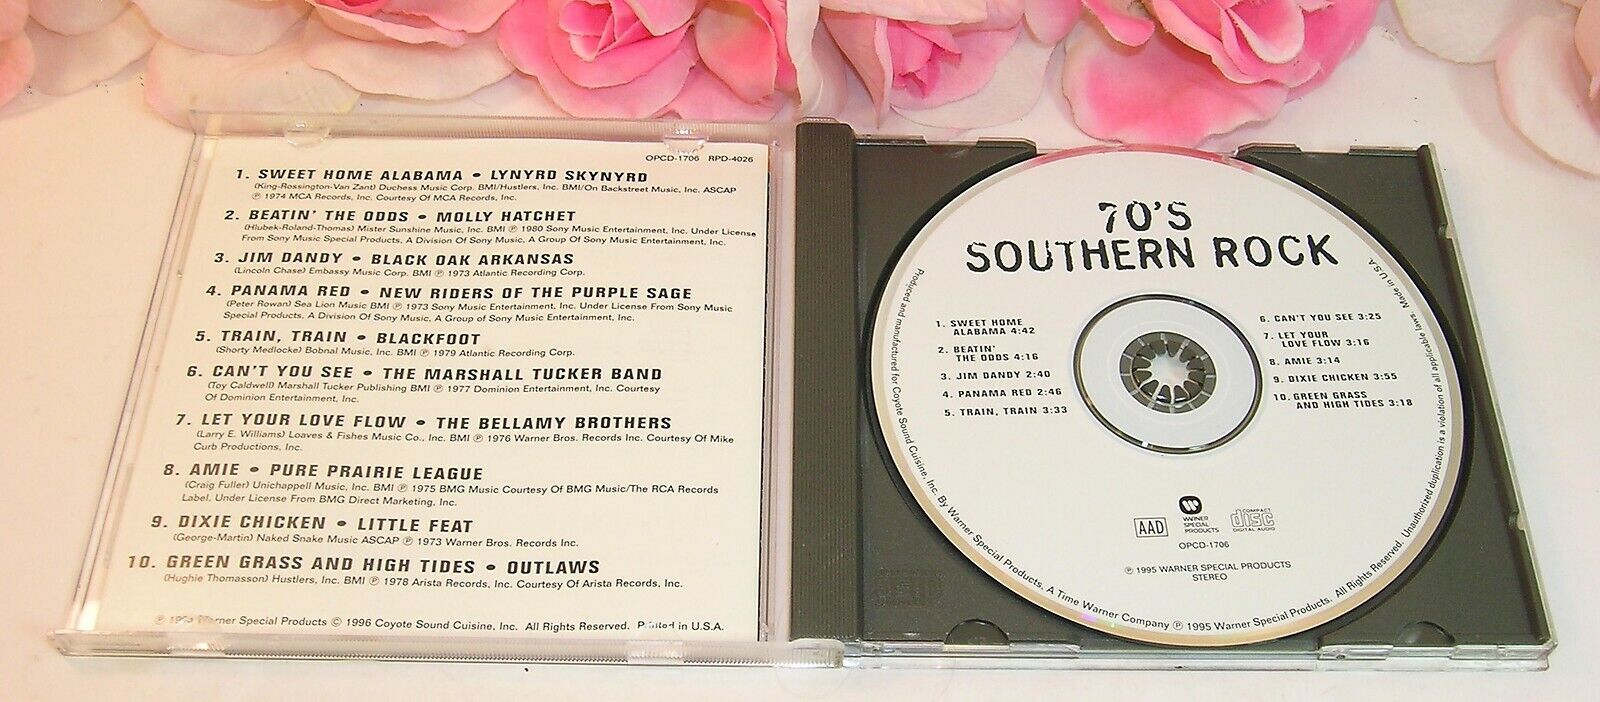 OPCD-1706 RPD-4026
1. SWEET HOME ALABAMA • LYNYRD SKYNYRD
(King-Rossington-Van Zant) Duchess Music Corp. BMI/Hustlers, Inc. BMI/On Backstreet Music, Inc. ASCAP
℗ 1974 MCA Records, Inc. Courtesy Of MCA Records, Inc.
2. BEATIN' THE ODDS • MOLLY HATCHET
(Hlubek-Roland-Thomas) Mister Sunshine Music, Inc. BMI ℗ 1980 Sony Music Entertainment, Inc. Under License
From Sony Music Special Products, A Division Of Sony Music, A Group Of Sony Music Entertainment, Inc.
3. JIM DANDY • BLACK OAK ARKANSAS
(Lincoln Chase) Embassy Music Corp. BMI ℗ 1973 Atlantic Recording Corp.
4. PANAMA RED • NEW RIDERS OF THE PURPLE SAGE
(Peter Rowan) Sea Lion Music BMI ℗ 1973 Sony Music Entertainment, Inc. Under License From Sony Music
Special Products, A Division Of Sony Music, A Group of Sony Music Entertainment, Inc.
5. TRAIN, TRAIN • BLACKFOOT
(Shorty Medlocke) Bobnal Music, Inc. BMI ℗ 1979 Atlantic Recording Corp.
6. CAN'T YOU SEE • THE MARSHALL TUCKER BAND
(Toy Caldwell) Marshall Tucker Publishing BMI ℗ 1977 Dominion Entertainment, Inc. Courtesy
Of Dominion Entertainment, Inc.
7. LET YOUR LOVE FLOW • THE BELLAMY BROTHERS
(Larry E. Williams) Loaves & Fishes Music Co., Inc. BMI ℗ 1976 Warner Bros. Records Inc. Courtesy Of Mike
Curb Productions, Inc.
8. AMIE • PURE PRAIRIE LEAGUE
(Craig Fuller) Unichappell Music, Inc. BMI ℗ 1975 BMG Music Courtesy Of BMG Music/The RCA Records
Label, Under License From BMG Direct Marketing, Inc.
9. DIXIE CHICKEN • LITTLE FEAT
(George-Martin) Naked Snake Music ASCAP ℗ 1973 Warner Bros. Records Inc.
10. GREEN GRASS AND HIGH TIDES • OUTLAWS
(Hughie Thomasson) Hustlers, Inc. BMI ℗ 1978 Arista Records, Inc. Courtesy Of Arista Records, Inc.
℗ Warner Special Products © 1996 Coyote Sound Cuisine, Inc. All Rights Reserved. Printed in U.S.A.
70'S
SOUTHERN ROCK
1. SWEET HOME
ALABAMA 4:42
2. BEATIN'
THE ODDS 4:16
3. JIM DANDY 2:40
4. PANAMA RED 2:46
5. TRAIN, TRAIN 3:33
6. CAN'T YOU SEE 3:25
7. LET YOUR
LOVE FLOW 3:16
8. AMIE 3:14
9. DIXIE CHICKEN 3:55
10. GREEN GRASS
AND HIGH TIDES 3:18
AAD
WARNER
SPECIAL
PRODUCTS
COMPACT
disc
DIGITAL AUDIO
OPCD-1706
℗ 1995 WARNER SPECIAL PRODUCTS
STEREO
Produced and manufactured for Coyote Sound Cuisine, Inc. By Warner Special Products, A Time Warner Company ℗ 1995 Warner Special Products. All Rights Reserved. Unauthorized duplication is a violation of all applicable laws. Made in U.S.A.